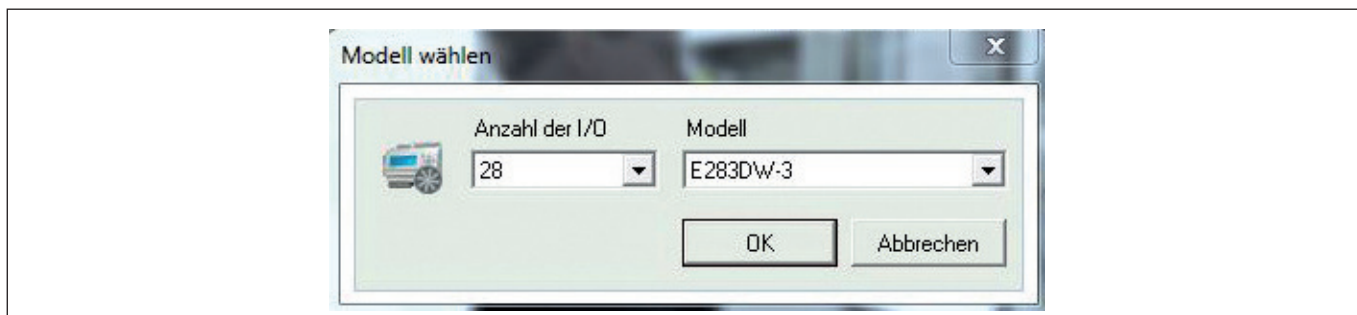 Modell wählen
X
Anzahl der I/O Modell
28 E283DW-3
OK Abbrechen